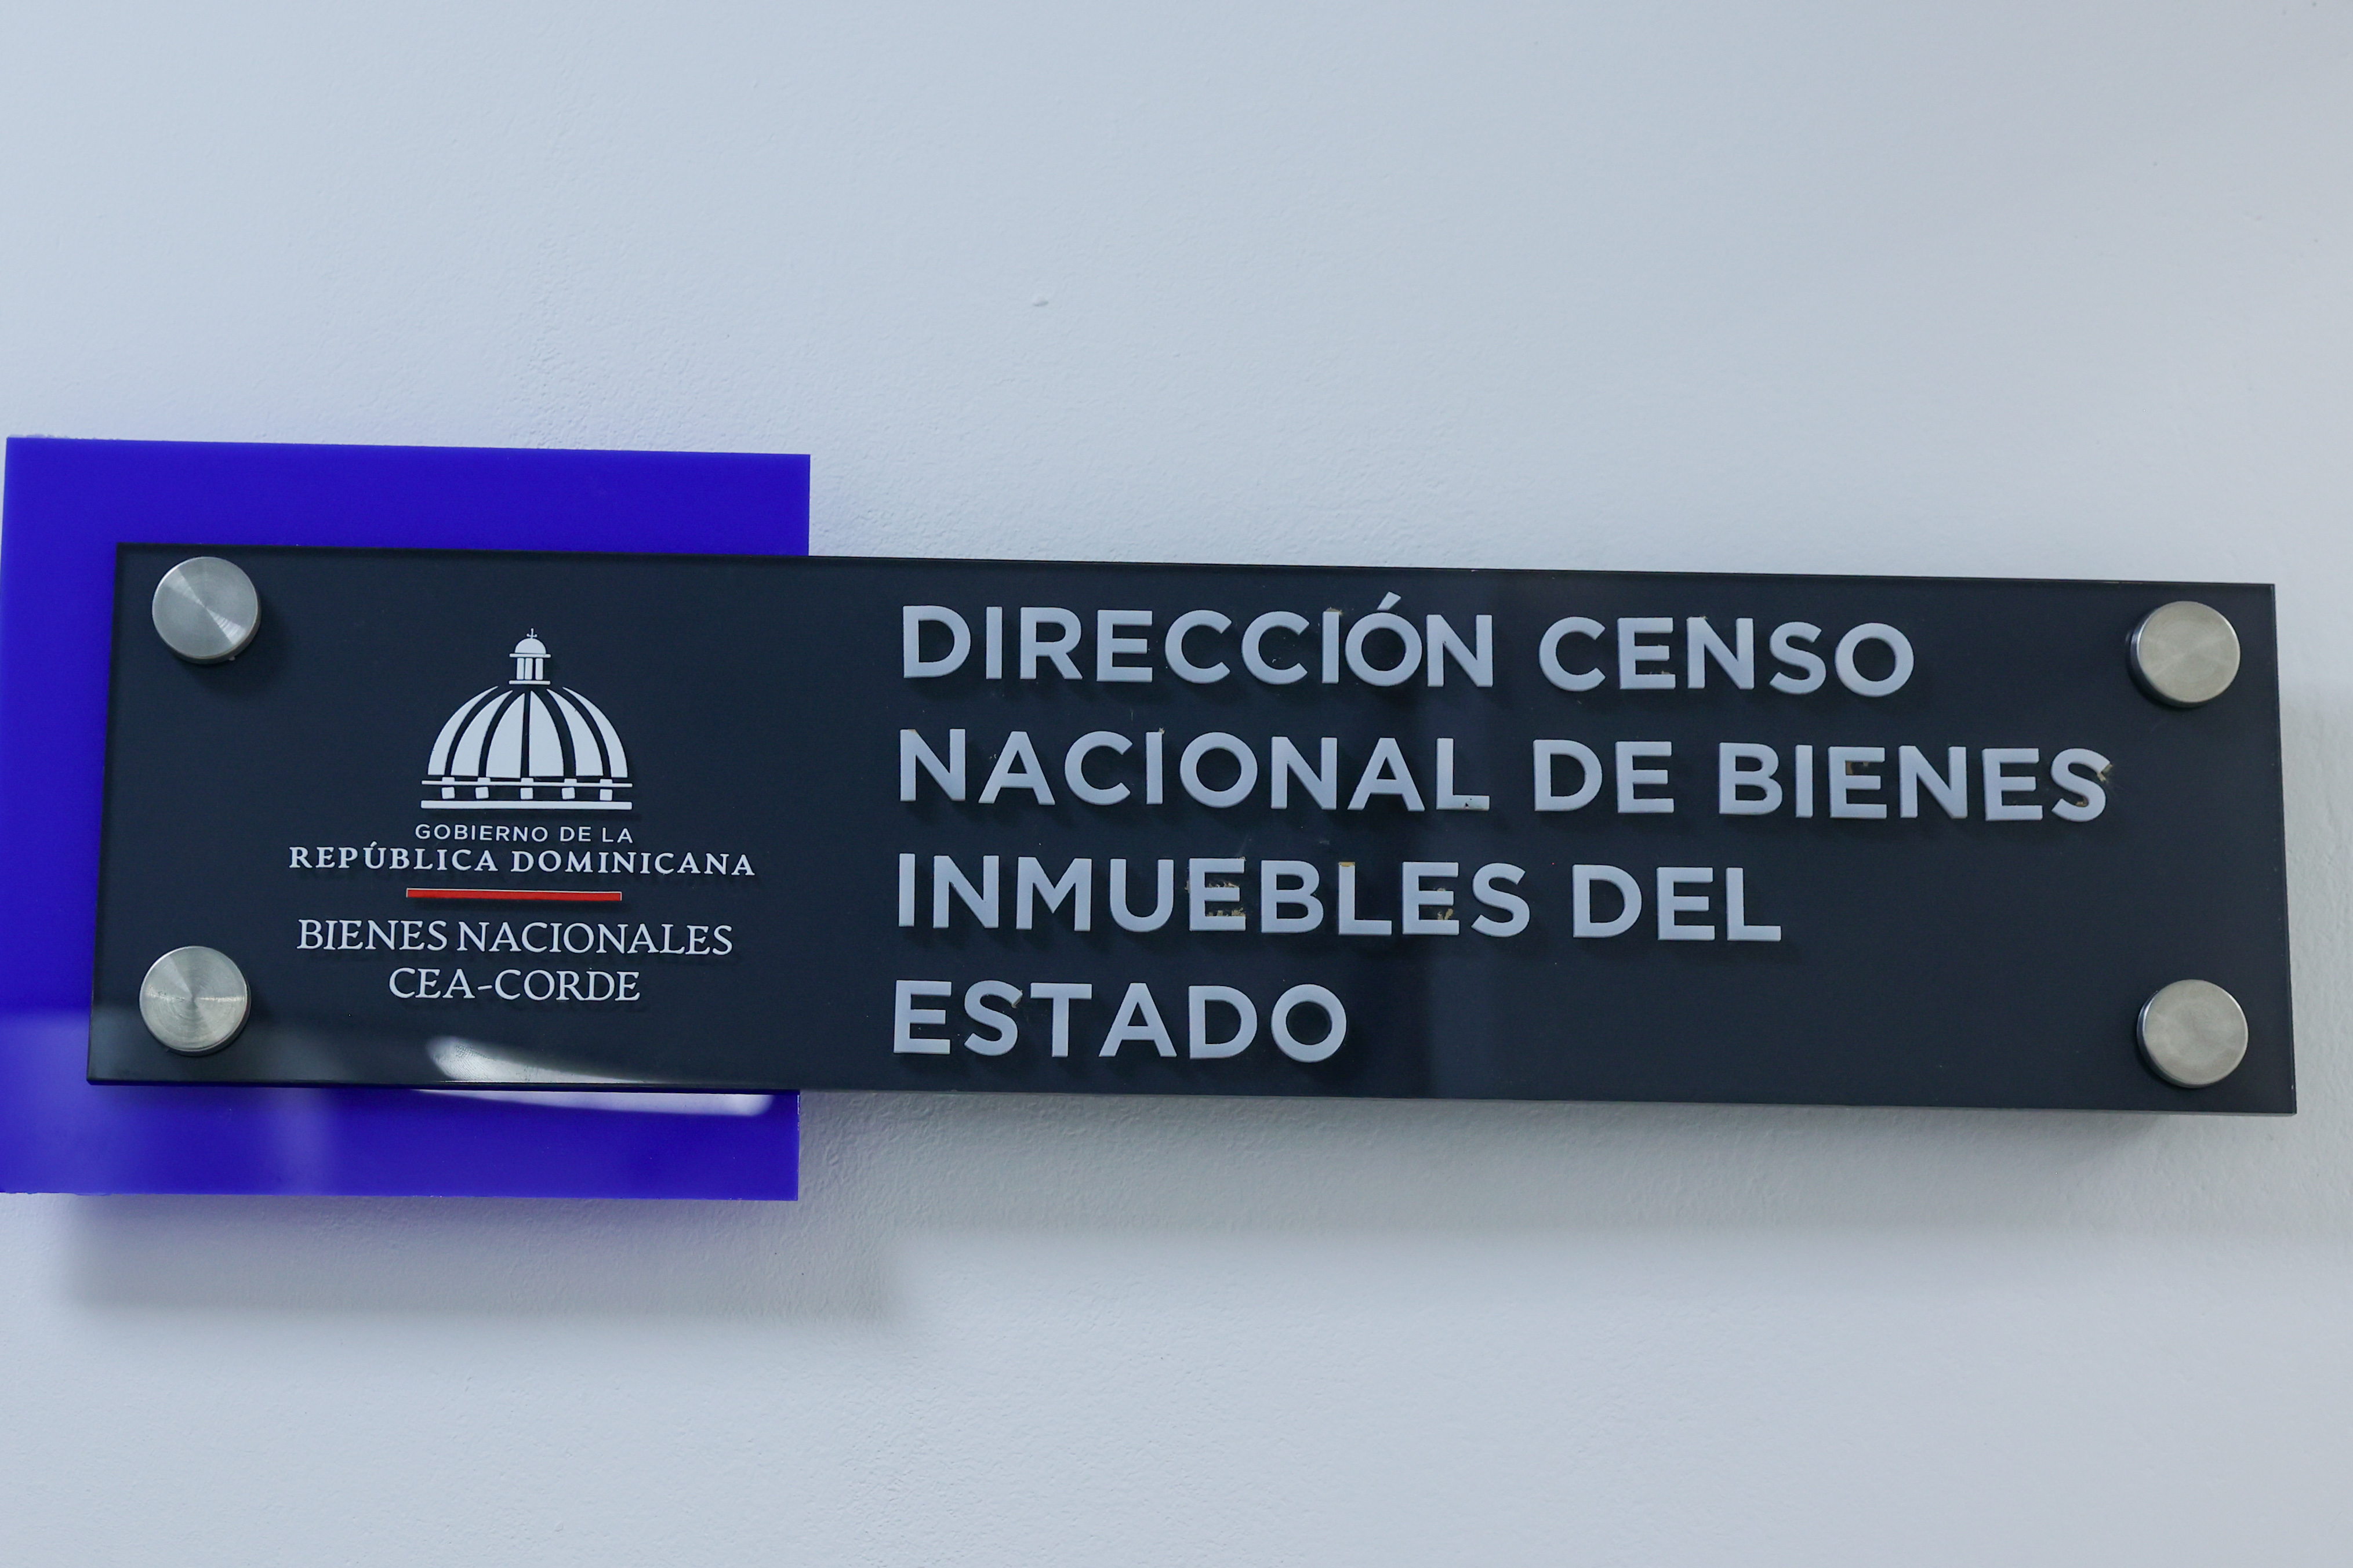 GOBIERNO DE LA
REPÚBLICA DOMINICANA
BIENES NACIONALES
CEA-CORDE
DIRECCIÓN CENSO
NACIONAL DE BIENES
INMUEBLES DEL
ESTADO